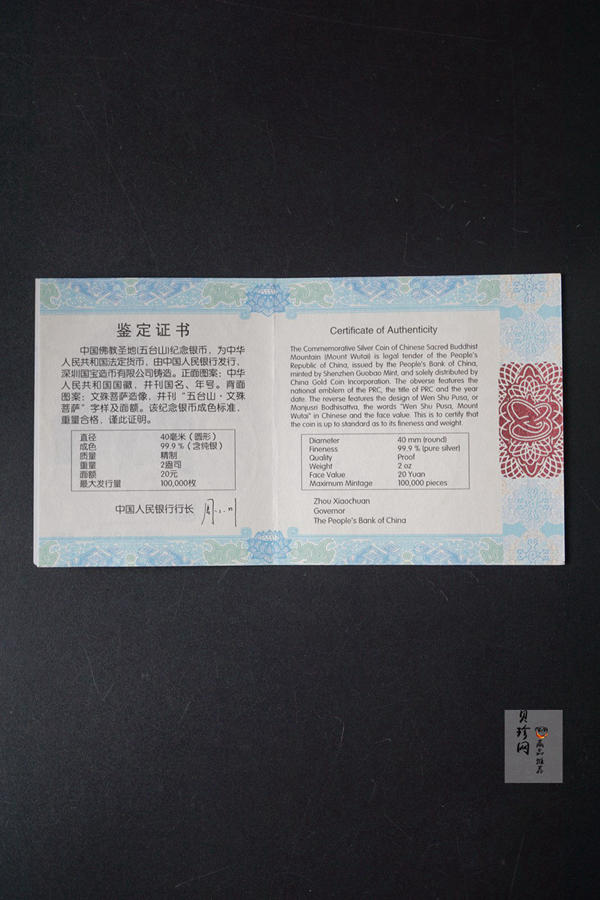 鉴定证书
中国佛教圣地(五台山)纪念银币，为中华
人民共和国法定货币，由中国人民银行发行，
深圳国宝造币有限公司铸造。正面图案：中华
人民共和国国徽，并刊国名、年号。背面
图案：文殊菩萨造像，并刊“五台山·文殊
菩萨”字样及面额。该纪念银币成色标准，
重量合格，谨此证明。
直径 40毫米（圆形）
成色 99.9％（含纯银）
质量 精制
重量 2盎司
面额 20元
最大发行量 100,000枚
中国人民银行行长
Certificate of Authenticity
The Commemorative Silver Coin of Chinese Sacred Buddhist
Mountain (Mount Wutai) is legal tender of the People's
Republic of China, issued by the People's Bank of China,
minted by Shenzhen Guobao Mint, and solely distributed by
China Gold Coin Incorporation. The obverse features the
national emblem of the PRC, the title of PRC and the year
date. The reverse features the design of Wen Shu Pusa, or
Manjusri Bodhisattva, the words "Wen Shu Pusa, Mount
Wutai" in Chinese and the face value. This is to certify that
the coin is up to standard as to its fineness and weight.
Diameter 40 mm (round)
Fineness 99.9 % (pure silver)
Quality Proof
Weight 2 oz
Face Value 20 Yuan
Maximum Mintage 100,000 pieces
Zhou Xiaochuan
Governor
The People's Bank of China
贝珍网
藏品推荐